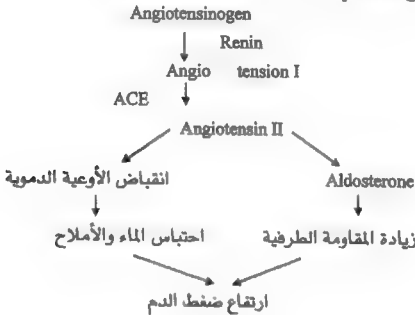 Angiotensinogen
Renin
Angio tension I
ACE
Angiotensin II
انقباض الأوعية الدموية
Aldosterone
احتباس الماء والأملاح
زيادة المقاومة الطرفية
ارتفاع ضغط الدم